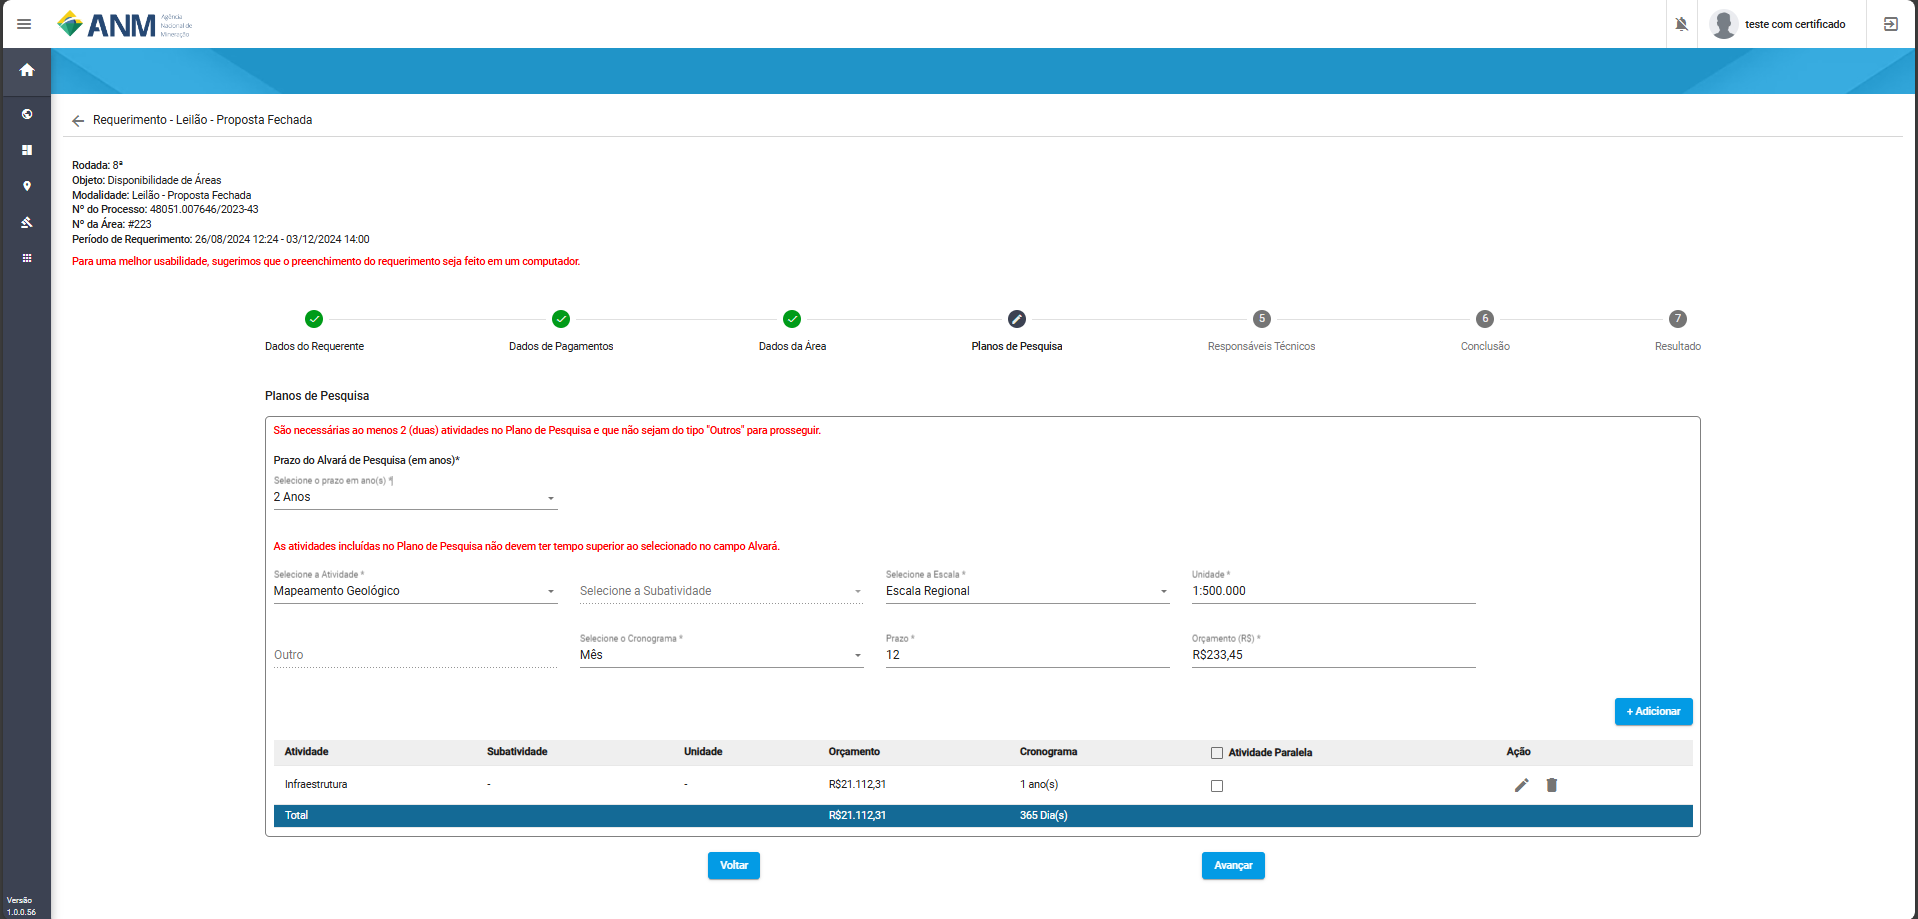 ANM
Agência
Nacional de
Mineração
teste com certificado
Requerimento - Leilão - Proposta Fechada
Rodada: 8ª
Objeto: Disponibilidade de Áreas
Modalidade: Leilão - Proposta Fechada
Nº do Processo: 48051.007646/2023-43
Nº da Área: #223
Período de Requerimento: 26/08/2024 12:24 - 03/12/2024 14:00
Para uma melhor usabilidade, sugerimos que o preenchimento do requerimento seja feito em um computador.
5 6 7
Dados do Requerente Dados de Pagamentos Dados da Área Planos de Pesquisa Responsáveis Técnicos Conclusão Resultado
Planos de Pesquisa
São necessárias ao menos 2 (duas) atividades no Plano de Pesquisa e que não sejam do tipo "Outros" para prosseguir.
Prazo do Alvará de Pesquisa (em anos)*
Selecione o prazo em ano(s) *
2 Anos
As atividades incluídas no Plano de Pesquisa não devem ter tempo superior ao selecionado no campo Alvará.
Selecione a Atividade * Selecione a Escala * Unidade *
Mapeamento Geológico Selecione a Subatividade Escala Regional 1:500.000
Selecione o Cronograma * Prazo * Orçamento (R$) *
Outro Mês 12 R$233,45
+ Adicionar
Atividade Subatividade Unidade Orçamento Cronograma Atividade Paralela Ação
Infraestrutura - - R$21.112,31 1 ano(s)
Total R$21.112,31 365 Dia(s)
Voltar Avançar
Versão
1.0.0.56